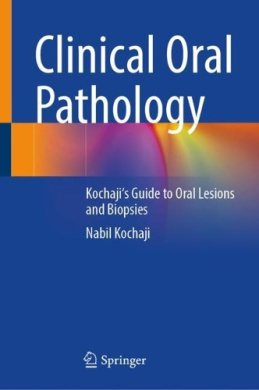 Clinical Oral
Pathology
Kochaji's Guide to Oral Lesions
and Biopsies
Nabil Kochaji
Springer